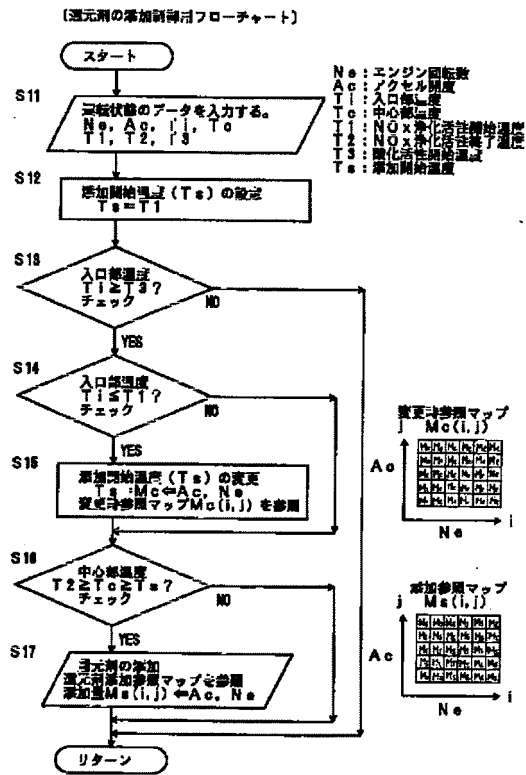 〔還元剤の添加制御用フローチャート〕
スタート
S11
運転状態のデータを入力する。
Ne, Ac, Ti, Tc
T1, T2, T3
Ne:エンジン回転数
Ac:アクセル開度
Ti:入口部温度
Tc:中心部温度
T1:NOx浄化活性開始温度
T2:NOx浄化活性終了温度
T3:酸化活性開始温度
Ts:添加開始温度
S12
添加開始温度(Ts)の設定
Ts=T1
S13
入口部温度
Ti≧T3?
チェック
NO
YES
S14
入口部温度
Ti≦T1?
チェック
NO
YES
S15
添加開始温度(Ts)の変更
Ts:Mc⇐Ac, Ne
変更時参照マップMc(i,j)を参照
変更時参照マップ
j Mc(i,j)
Ac
i
Ne
S16
中心部温度
T2≧Tc≧Ts?
チェック
NO
YES
S17
還元剤の添加
還元剤添加参照マップを参照
添加量Ms(i,j)⇐Ac, Ne
添加参照マップ
j Ms(i,j)
Ac
i
Ne
リターン